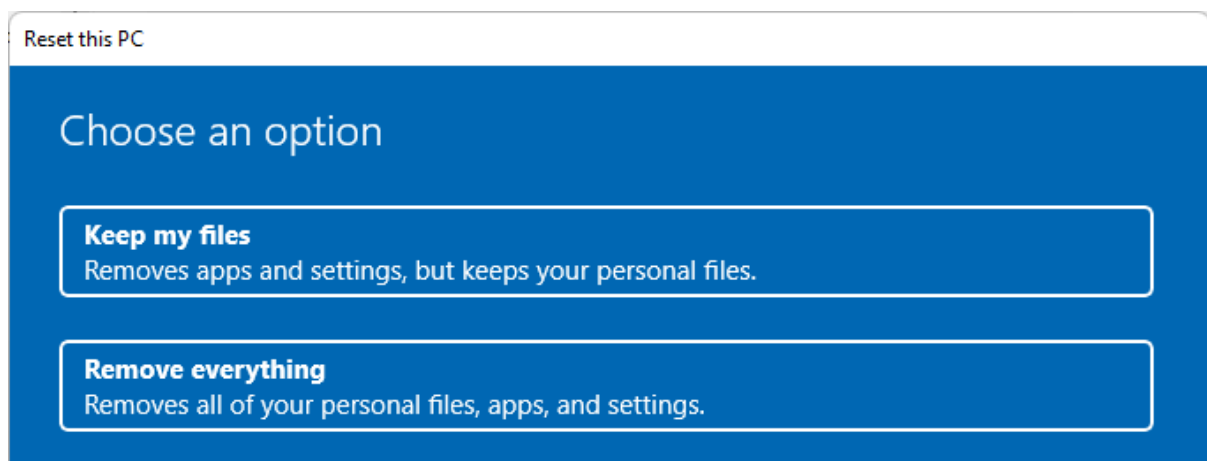 Reset this PC
Choose an option
Keep my files
Removes apps and settings, but keeps your personal files.
Remove everything
Removes all of your personal files, apps, and settings.